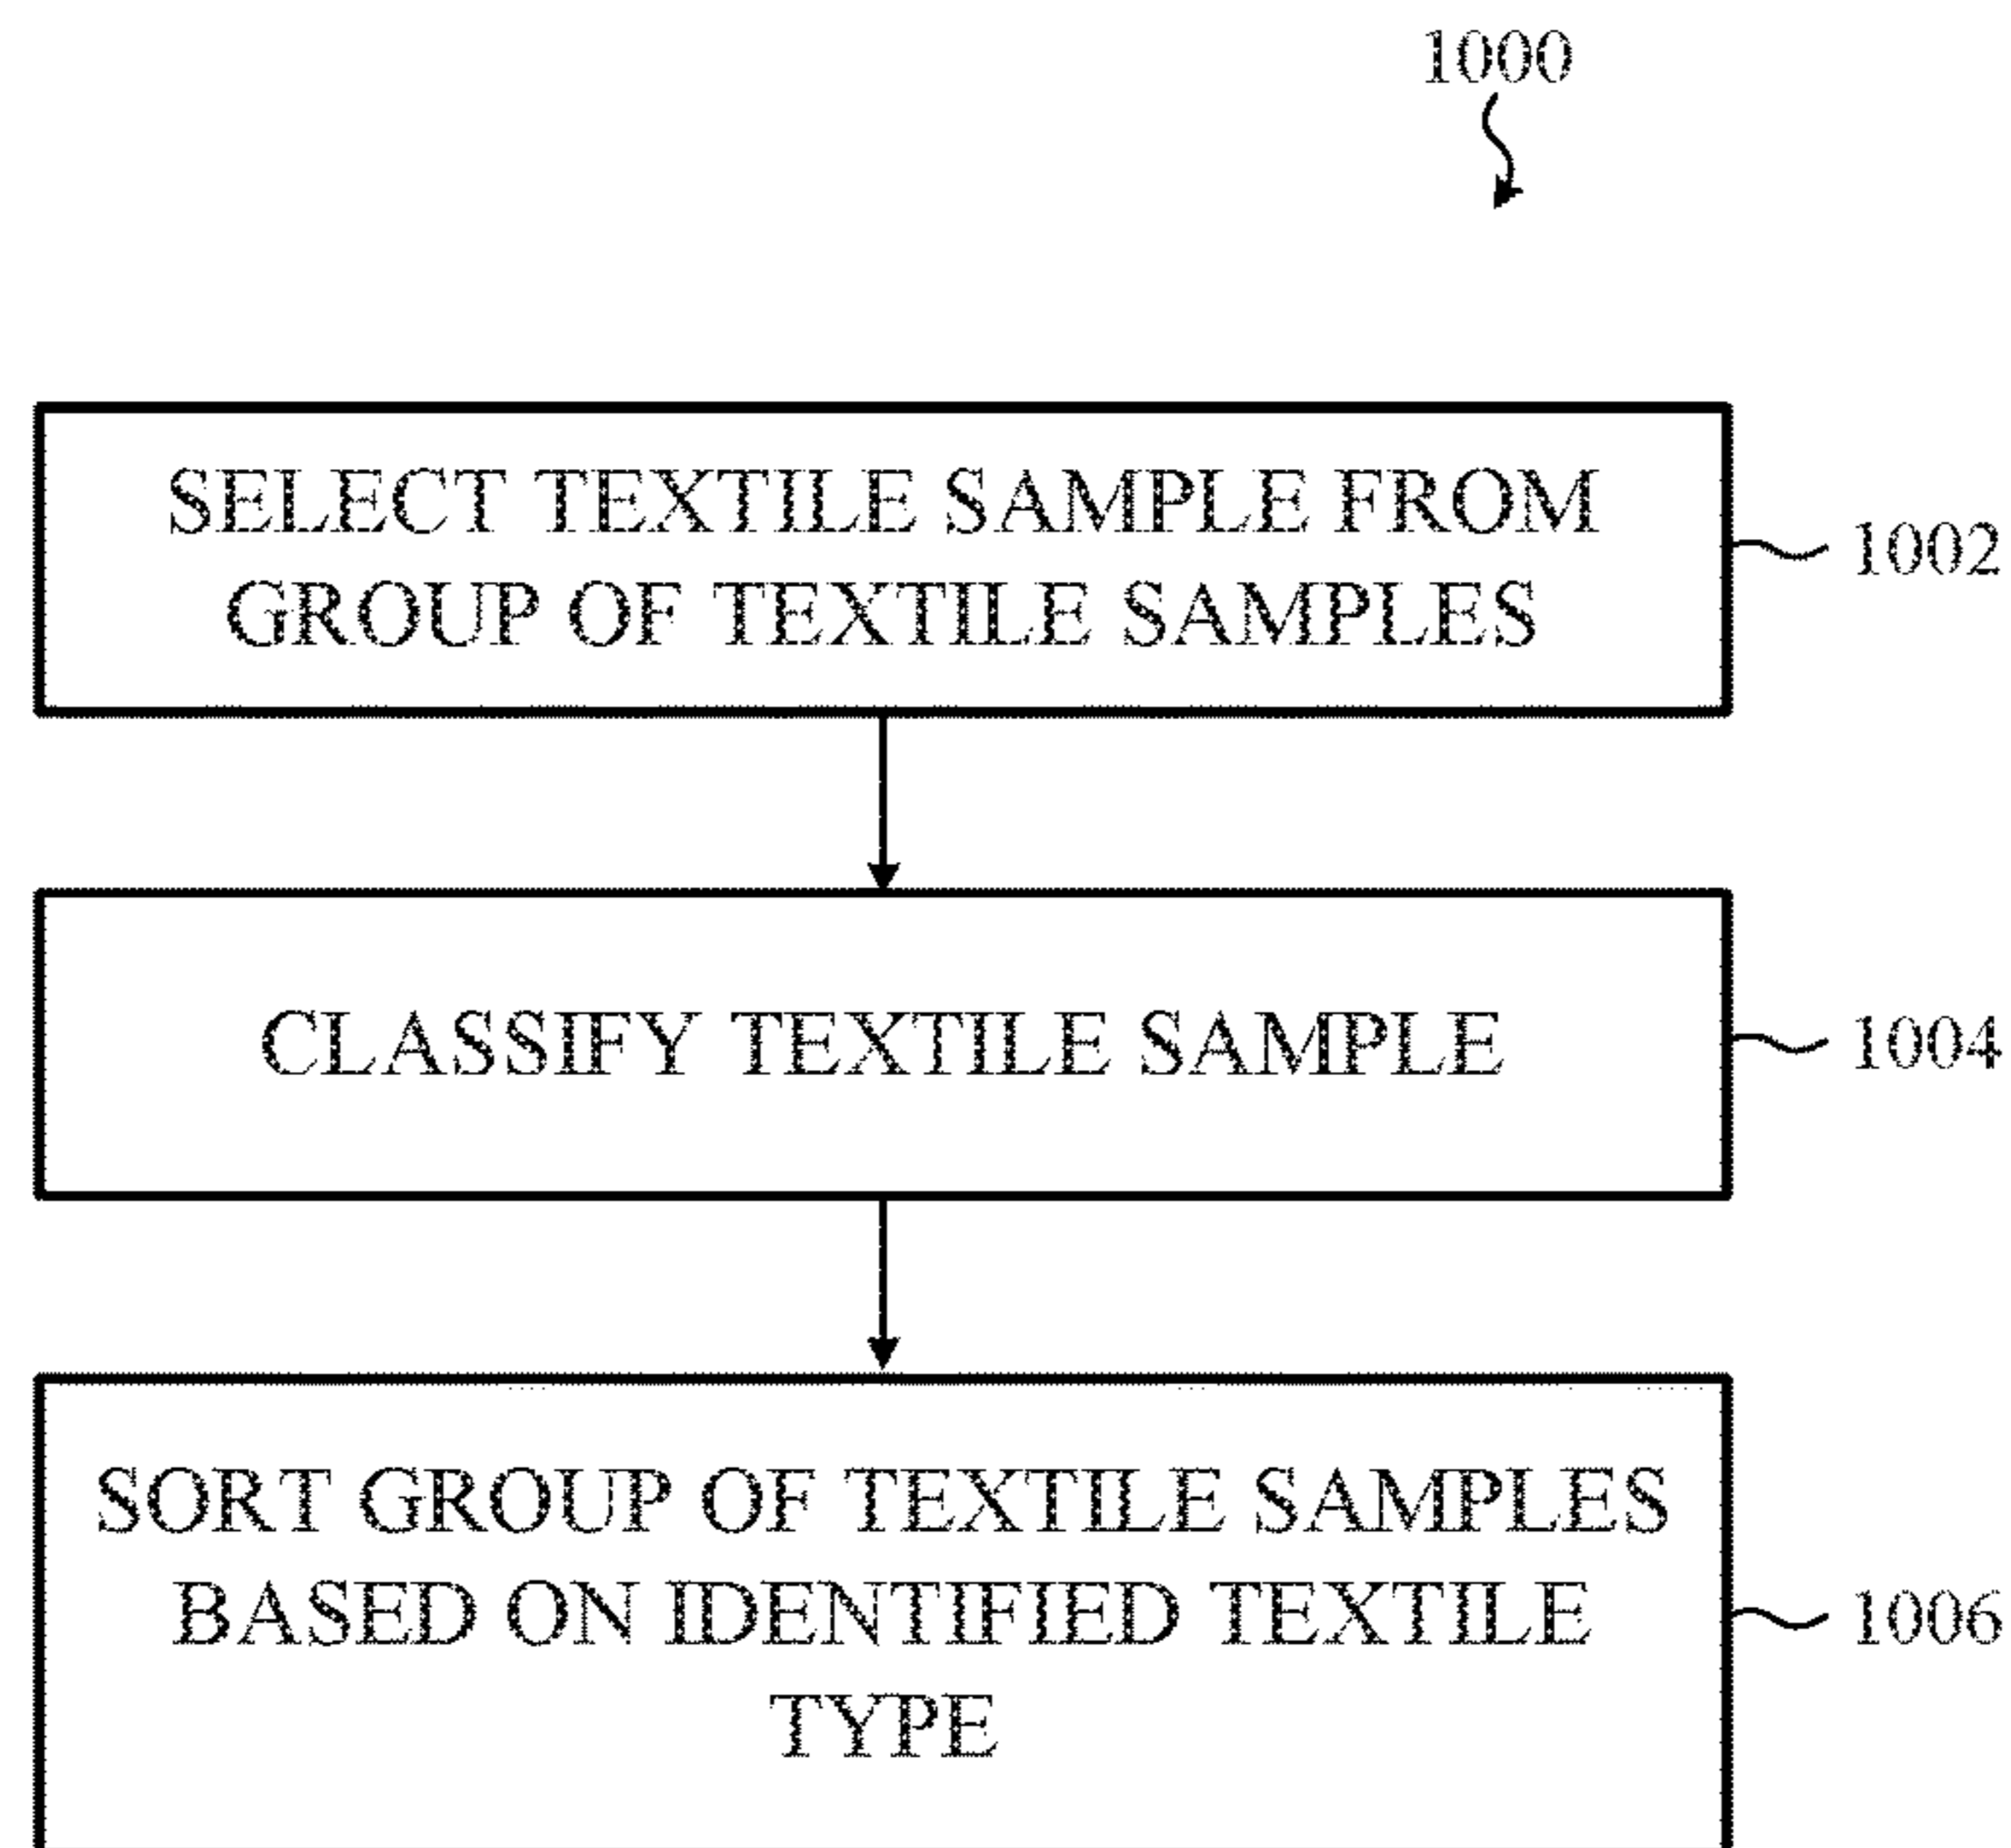 1000
SELECT TEXTILE SAMPLE FROM
GROUP OF TEXTILE SAMPLES
1002
CLASSIFY TEXTILE SAMPLE
1004
SORT GROUP OF TEXTILE SAMPLES
BASED ON IDENTIFIED TEXTILE
TYPE
1006